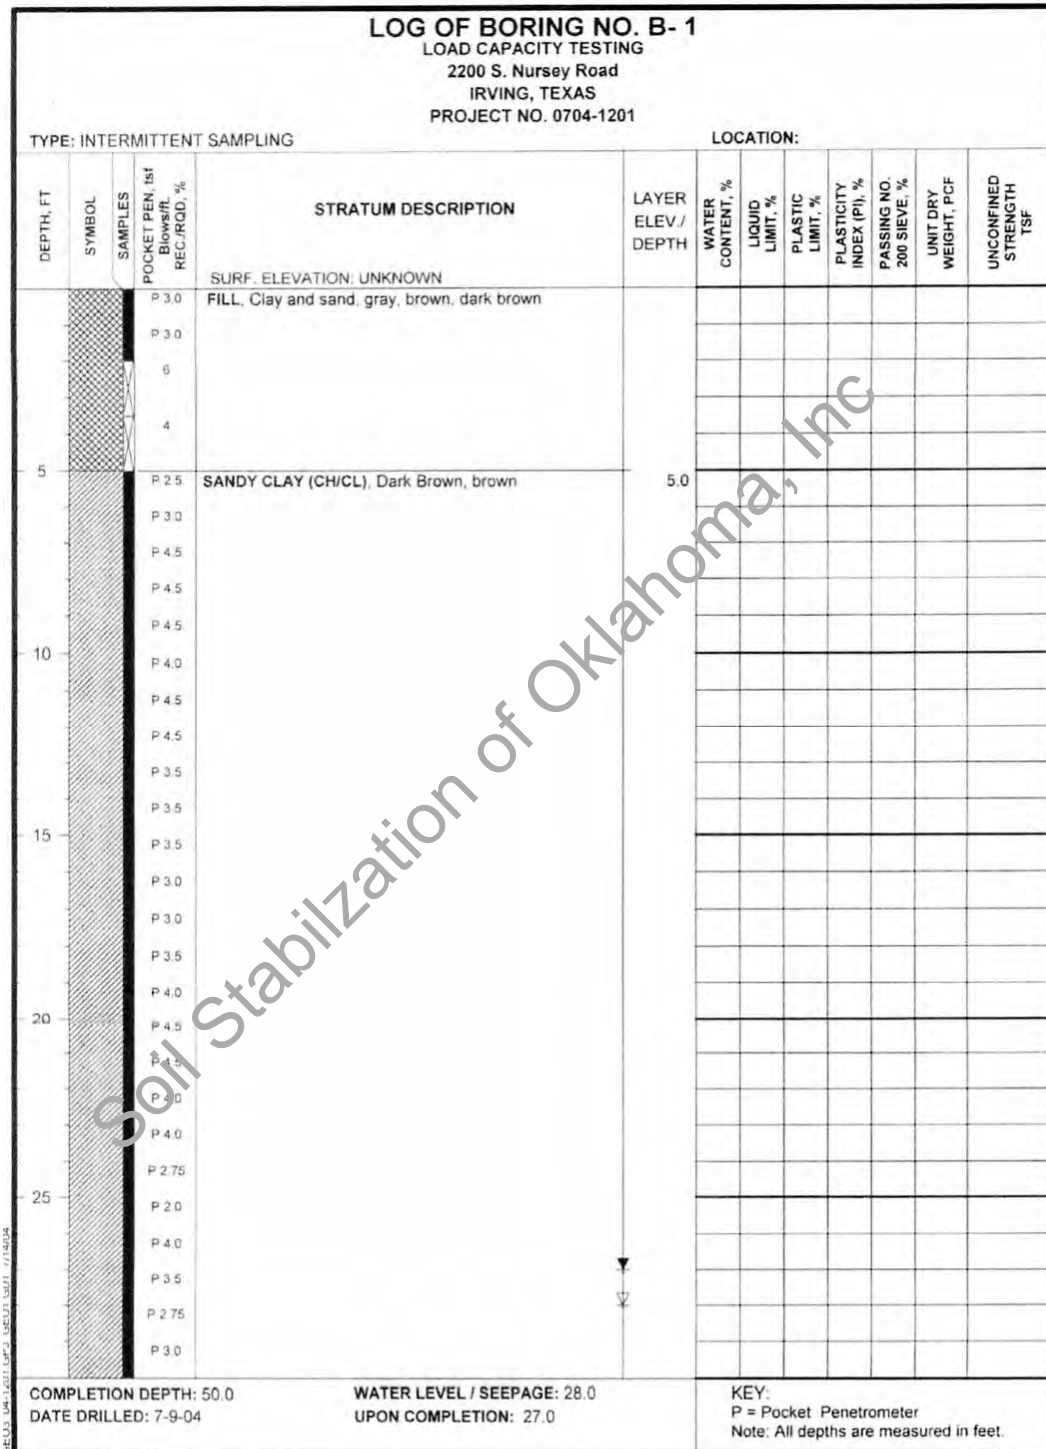 LOG OF BORING NO. B- 1
LOAD CAPACITY TESTING
2200 S. Nursey Road
IRVING, TEXAS
PROJECT NO. 0704-1201
TYPE: INTERMITTENT SAMPLING
LOCATION:
DEPTH, FT
SYMBOL
SAMPLES
POCKET PEN, tsf
Blows/ft.
REC./RQD, %
STRATUM DESCRIPTION
SURF. ELEVATION: UNKNOWN
LAYER
ELEV./
DEPTH
WATER
CONTENT, %
LIQUID
LIMIT, %
PLASTIC
LIMIT, %
PLASTICITY
INDEX (PI), %
PASSING NO.
200 SIEVE, %
UNIT DRY
WEIGHT, PCF
UNCONFINED
STRENGTH
TSF
P 3.0 FILL, Clay and sand, gray, brown, dark brown
P 3.0
6
4
5
P 2.5 SANDY CLAY (CH/CL), Dark Brown, brown 5.0
P 3.0
P 4.5
P 4.5
P 4.5
10 P 4.0
P 4.5
P 4.5
P 3.5
P 3.5
15 P 3.5
P 3.0
P 3.0
P 3.5
P 4.0
20 P 4.5
P 4.5
P 4.0
P 4.0
P 2.75
25 P 2.0
P 4.0
P 3.5
P 2.75
P 3.0
Soil Stabilzation of Oklahoma, Inc
COMPLETION DEPTH: 50.0
DATE DRILLED: 7-9-04
WATER LEVEL / SEEPAGE: 28.0
UPON COMPLETION: 27.0
KEY:
P = Pocket Penetrometer
Note: All depths are measured in feet.